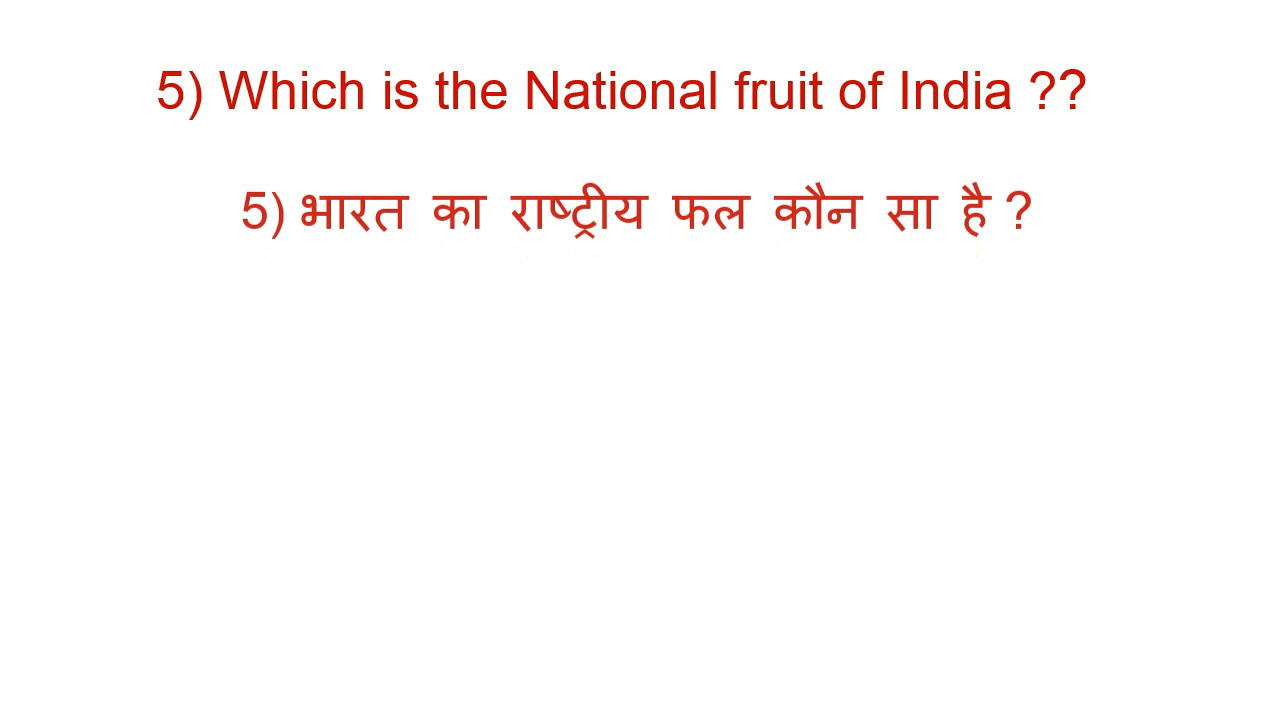 5) Which is the National fruit of India ??
5) भारत का राष्ट्रीय फल कौन सा है ?